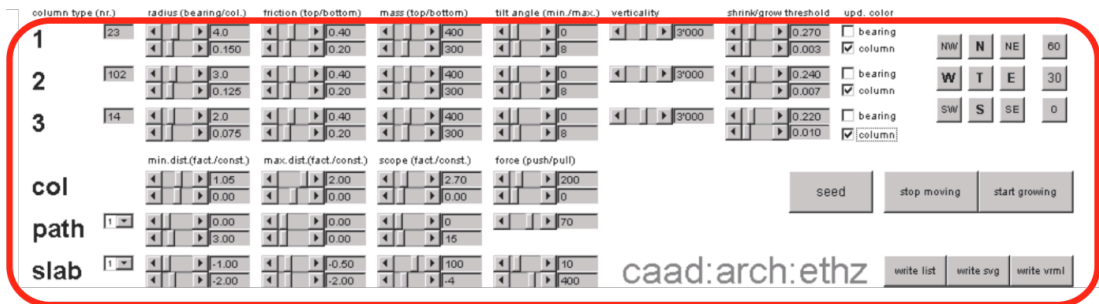 column type (nr.) radius (bearing/col.) friction (top/bottom) mass (top/bottom) tilt angle (min./max.) verticality shrink/grow threshold upd. color
1 23 4.0 0.40 400 0 3'000 0.270 bearing
0.150 0.20 300 8 0.003 column
NW N NE 60
2 102 3.0 0.40 400 0 3'000 0.240 bearing
0.125 0.20 300 8 0.007 column
W T E 30
3 14 2.0 0.40 400 0 3'000 0.220 bearing
0.075 0.20 300 8 0.010 column
SW S SE 0
min.dist.(fact./const.) max.dist.(fact./const.) scope (fact./const.) force (push/pull)
col 1.05 2.00 2.70 200
0.00 0.00 0.00 0
seed stop moving start growing
path 1 0.00 0.00 0 70
3.00 0.00 15
slab 1 -1.00 -0.50 100 10
-2.00 -2.00 -4 400
caad:arch:ethz write list write svg write vrml